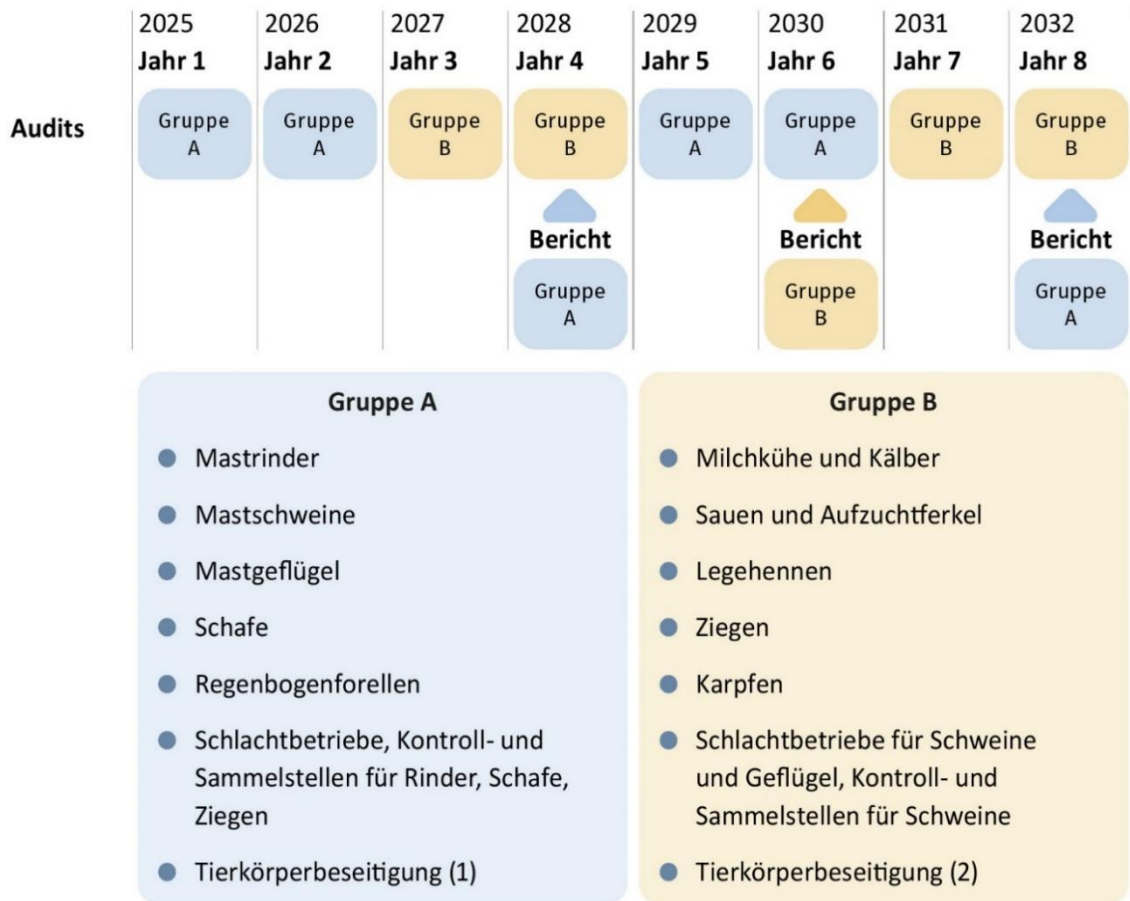 2025 2026 2027 2028 2029 2030 2031 2032
Jahr 1 Jahr 2 Jahr 3 Jahr 4 Jahr 5 Jahr 6 Jahr 7 Jahr 8
Audits
Gruppe A
Gruppe A
Gruppe B
Gruppe B
Gruppe A
Gruppe A
Gruppe B
Gruppe B
Bericht Bericht Bericht
Gruppe A
Gruppe B
Gruppe A
Gruppe A
Mastrinder
Mastschweine
Mastgeflügel
Schafe
Regenbogenforellen
Schlachtbetriebe, Kontroll- und
Sammelstellen für Rinder, Schafe,
Ziegen
Tierkörperbeseitigung (1)
Gruppe B
Milchkühe und Kälber
Sauen und Aufzuchtferkel
Legehennen
Ziegen
Karpfen
Schlachtbetriebe für Schweine
und Geflügel, Kontroll- und
Sammelstellen für Schweine
Tierkörperbeseitigung (2)